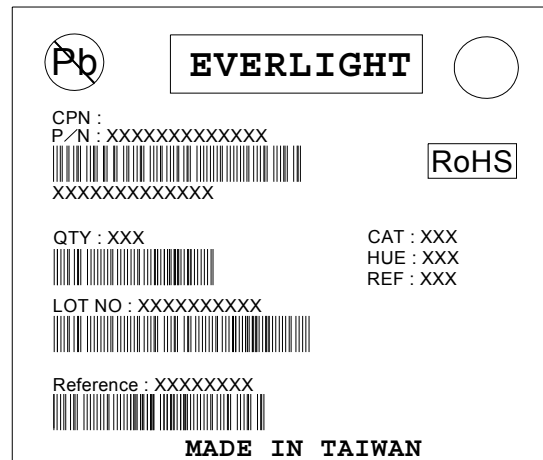 Pb
EVERLIGHT
CPN :
P/N : XXXXXXXXXXXXX
RoHS
XXXXXXXXXXXXX
QTY : XXX
CAT : XXX
HUE : XXX
REF : XXX
LOT NO : XXXXXXXXXX
Reference : XXXXXXXX
MADE IN TAIWAN